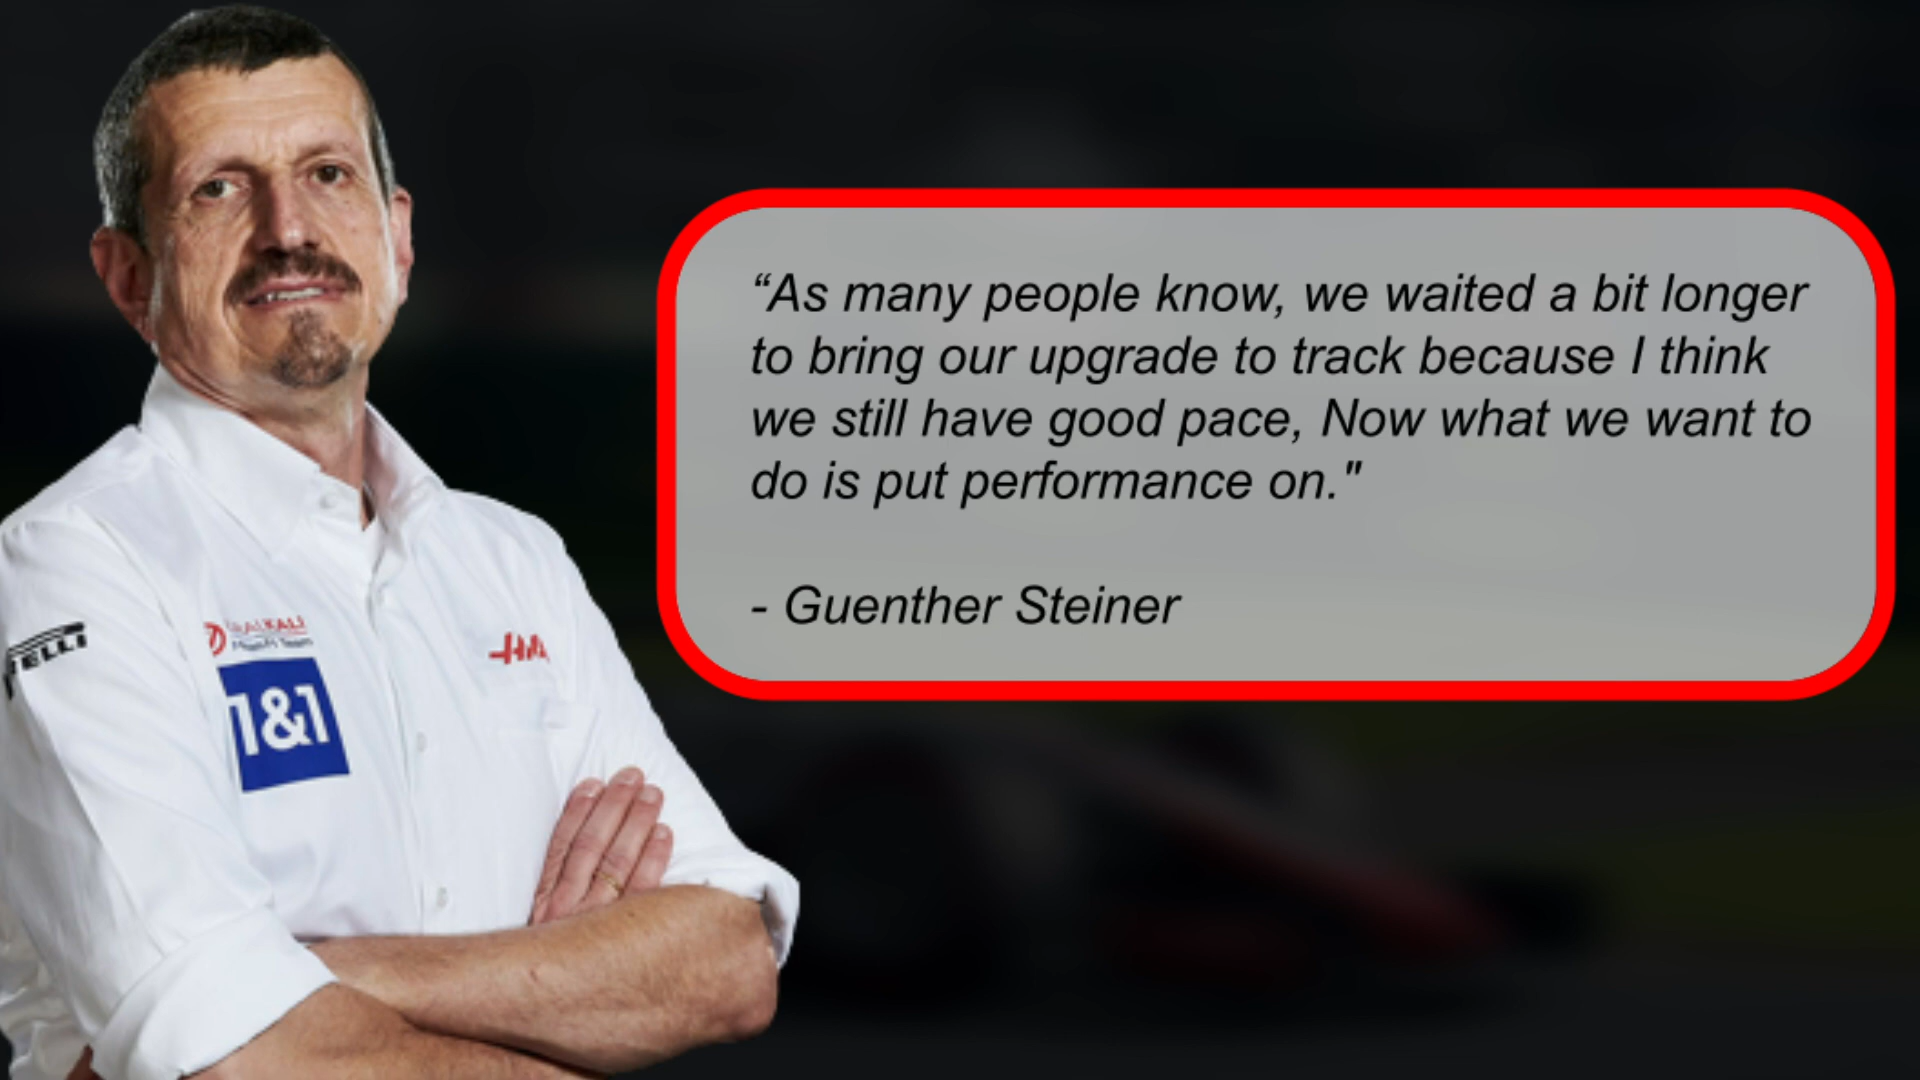 “As many people know, we waited a bit longer
to bring our upgrade to track because I think
we still have good pace, Now what we want to
do is put performance on."
- Guenther Steiner
1&1